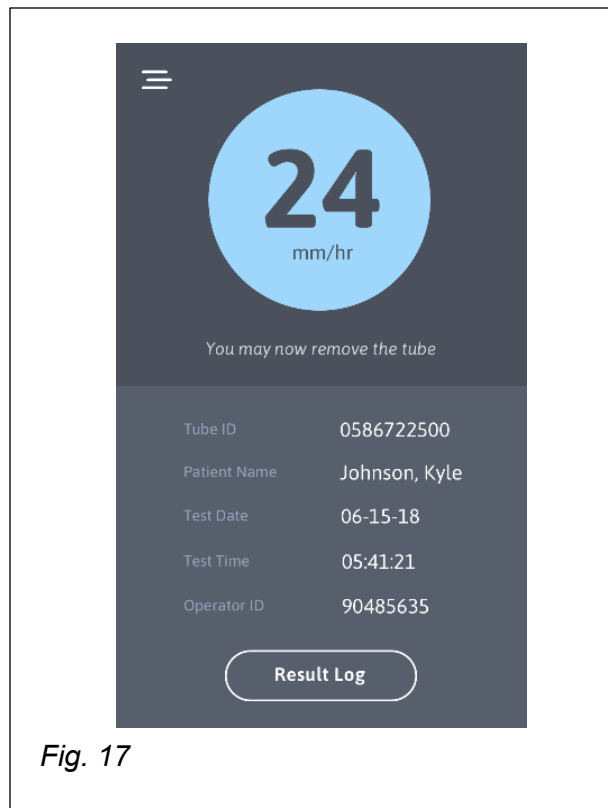 24
mm/hr
You may now remove the tube
Tube ID 0586722500
Patient Name Johnson, Kyle
Test Date 06-15-18
Test Time 05:41:21
Operator ID 90485635
Result Log
Fig. 17